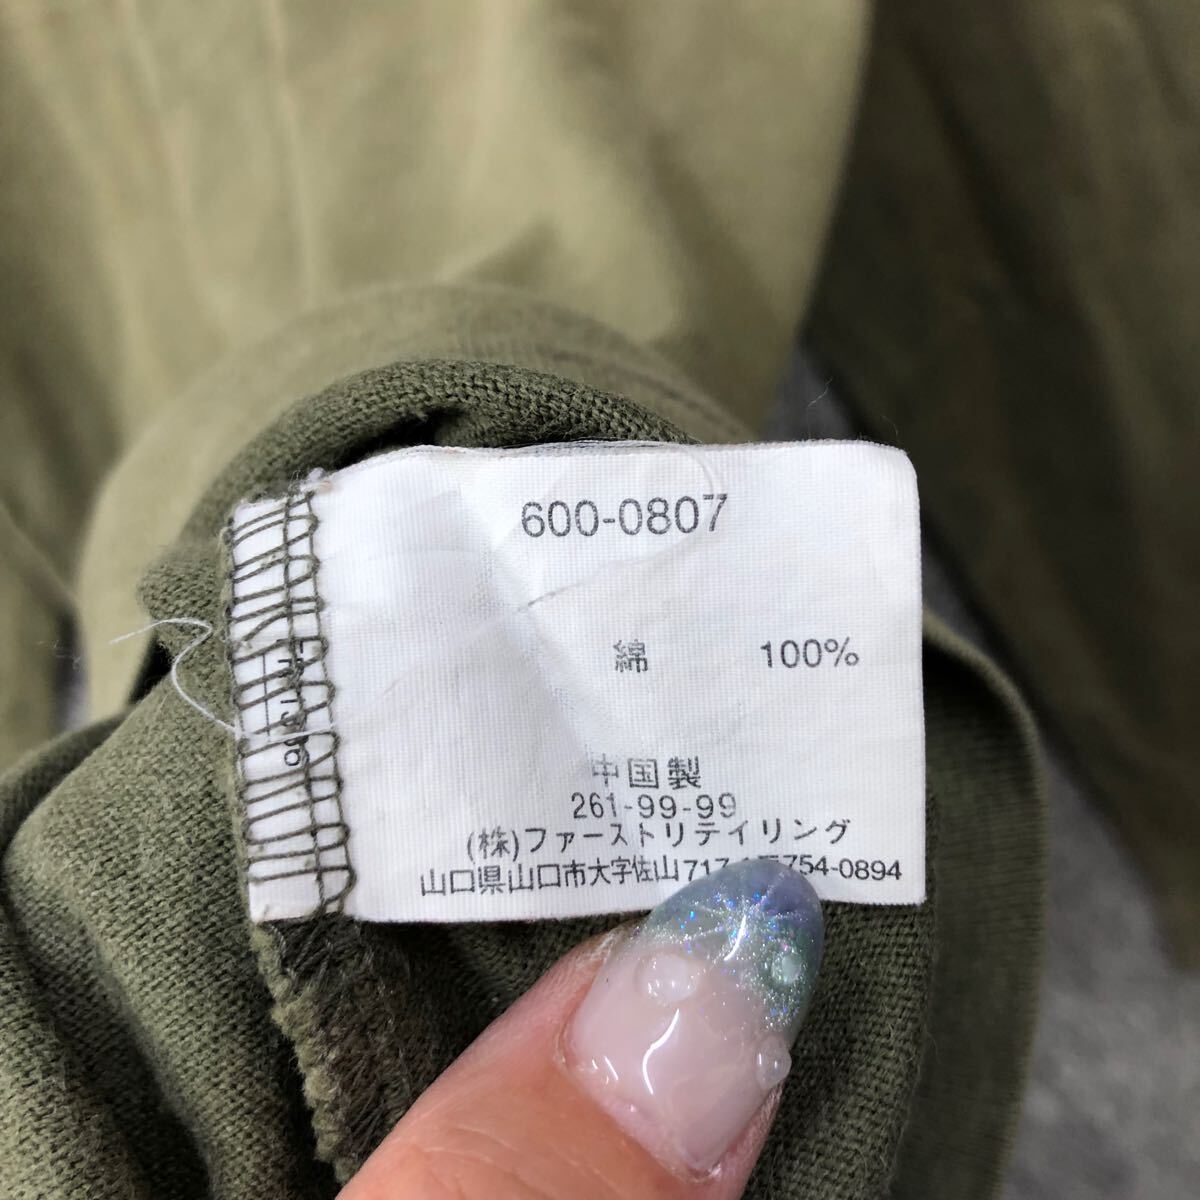 600-0807
綿 100%
中国製
261-99-99
(株)ファーストリテイリング
山口県山口市大字佐山717-1〒754-0894